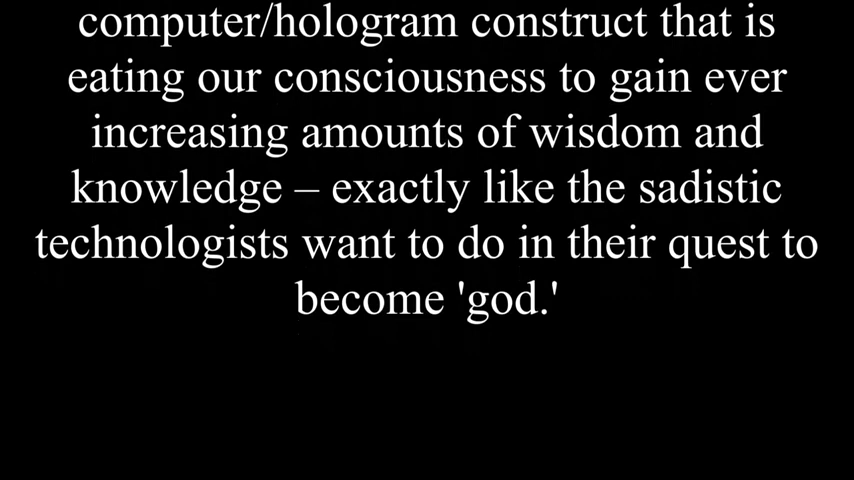 computer/hologram construct that is
eating our consciousness to gain ever
increasing amounts of wisdom and
knowledge – exactly like the sadistic
technologists want to do in their quest to
become 'god.'